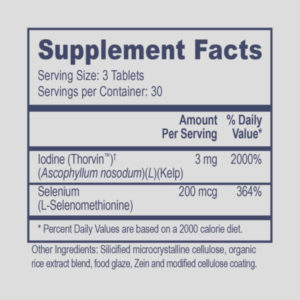 Supplement Facts
Serving Size: 3 Tablets
Servings per Container: 30
Amount % Daily
Per Serving Value*
Iodine (Thorvin™)† 3 mg 2000%
(Ascophyllum nodosum)(L)(Kelp)
Selenium 200 mcg 364%
(L-Selenomethionine)
* Percent Daily Values are based on a 2000 calorie diet.
Other Ingredients: Silicified microcrystalline cellulose, organic
rice extract blend, food glaze, Zein and modified cellulose coating.